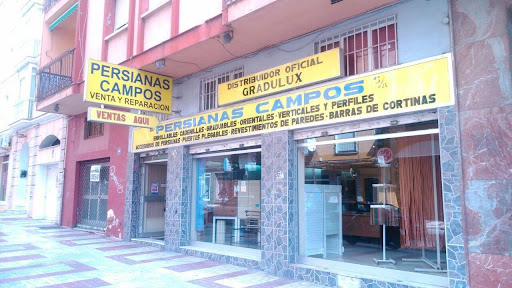 PERSIANAS
CAMPOS
VENTA Y REPARACION
VENTAS AQUI
DISTRIBUIDOR OFICIAL
GRADULUX
PERSIANAS CAMPOS
ENROLLABLES · CADENILLAS · GRADUABLES · ORIENTALES · VERTICALES Y PERFILES
ACCESORIOS DE PERSIANAS · PUERTAS PLEGABLES · REVESTIMIENTOS DE PAREDES · BARRAS DE CORTINAS